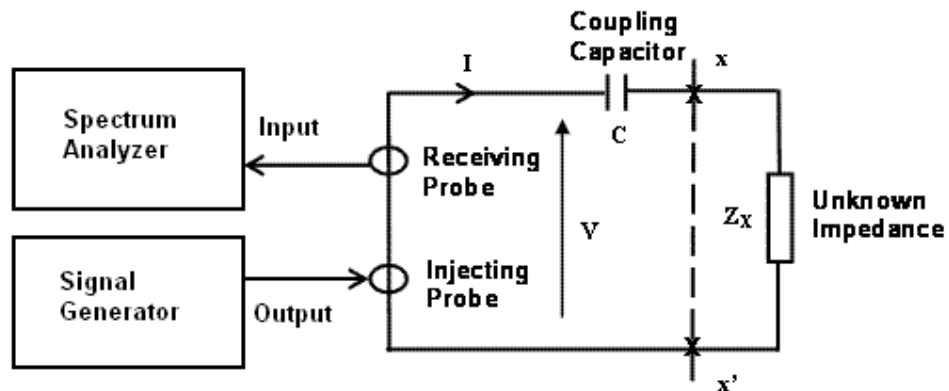 Coupling
Capacitor
x
I
Spectrum
Analyzer
Input
C
Receiving
Probe
Unknown
Impedance
ZX
V
Signal
Generator
Output
Injecting
Probe
x'